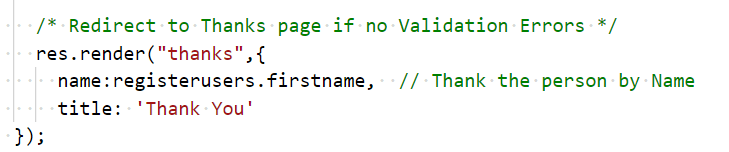 /* Redirect to Thanks page if no Validation Errors */
res.render("thanks",{
name:registerusers.firstname,  // Thank the person by Name
title: 'Thank You'
});